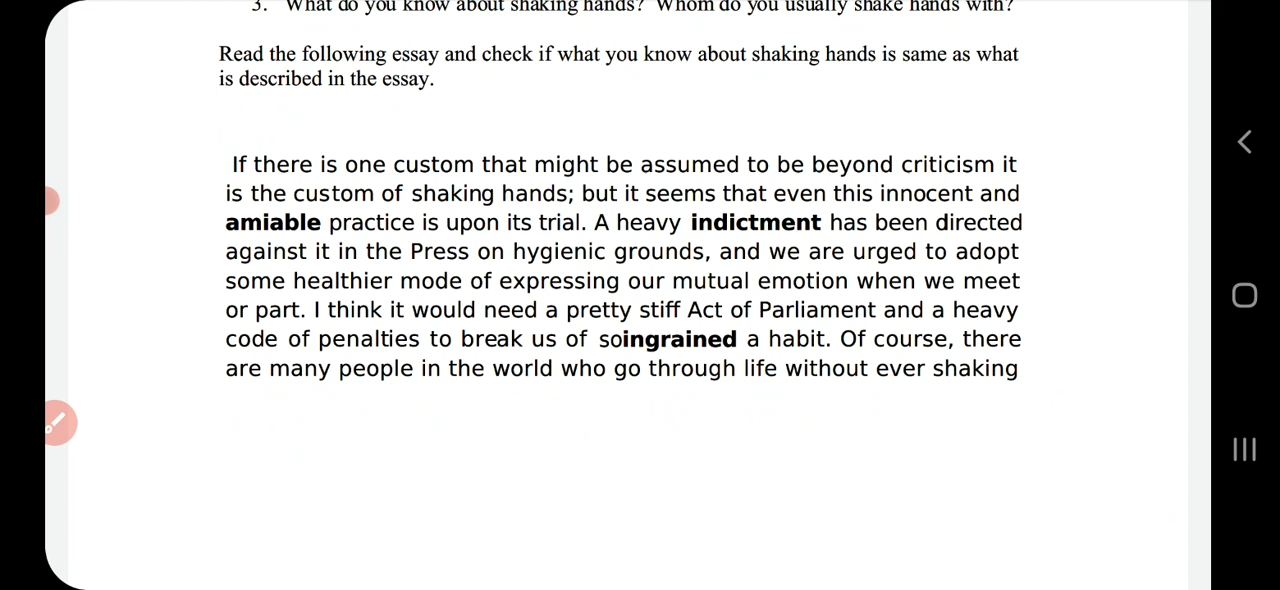 3. What do you know about shaking hands? Whom do you usually shake hands with?
Read the following essay and check if what you know about shaking hands is same as what
is described in the essay.
If there is one custom that might be assumed to be beyond criticism it
is the custom of shaking hands; but it seems that even this innocent and
amiable practice is upon its trial. A heavy indictment has been directed
against it in the Press on hygienic grounds, and we are urged to adopt
some healthier mode of expressing our mutual emotion when we meet
or part. I think it would need a pretty stiff Act of Parliament and a heavy
code of penalties to break us of soingrained a habit. Of course, there
are many people in the world who go through life without ever shaking